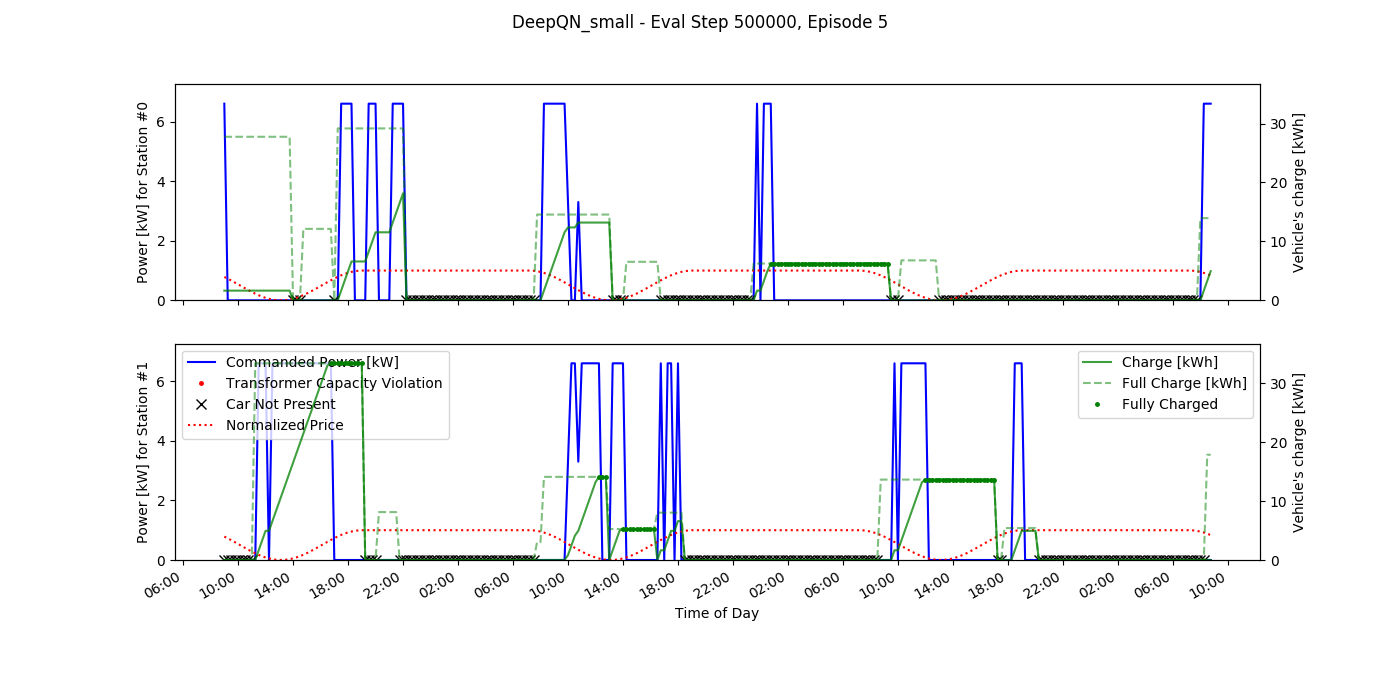 DeepQN_small - Eval Step 500000, Episode 5
Power [kW] for Station #0
0
2
4
6
0
10
20
30
Vehicle's charge [kWh]
Power [kW] for Station #1
0
2
4
6
Commanded Power [kW]
Transformer Capacity Violation
Car Not Present
Normalized Price
Charge [kWh]
Full Charge [kWh]
Fully Charged
0
10
20
30
Vehicle's charge [kWh]
06:00 10:00 14:00 18:00 22:00 02:00 06:00 10:00 14:00 18:00 22:00 02:00 06:00 10:00 14:00 18:00 22:00 02:00 06:00 10:00
Time of Day